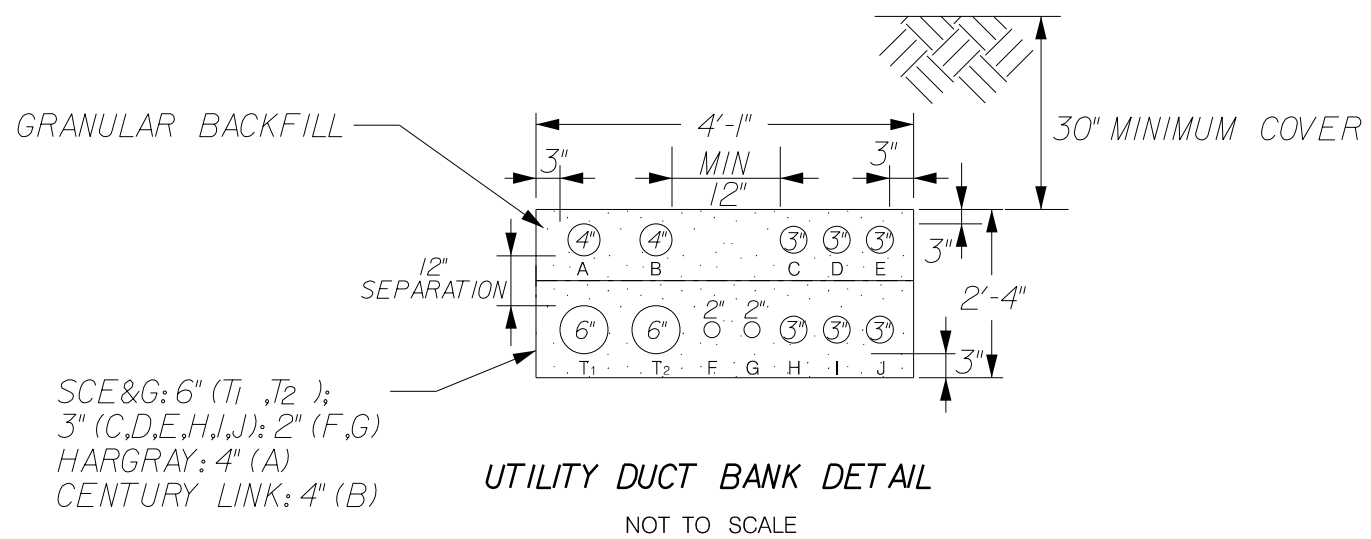 GRANULAR BACKFILL
4'-1"
30" MINIMUM COVER
3"
MIN
12"
3"
4"
4"
3"
3"
3"
3"
A
B
C
D
E
12"
SEPARATION
2'-4"
6"
6"
2"
2"
3"
3"
3"
3"
T1
T2
F
G
H
I
J
SCE&G: 6" (T1 ,T2 );
3" (C,D,E,H,I,J): 2" (F,G)
HARGRAY: 4" (A)
CENTURY LINK: 4" (B)
UTILITY DUCT BANK DETAIL
NOT TO SCALE